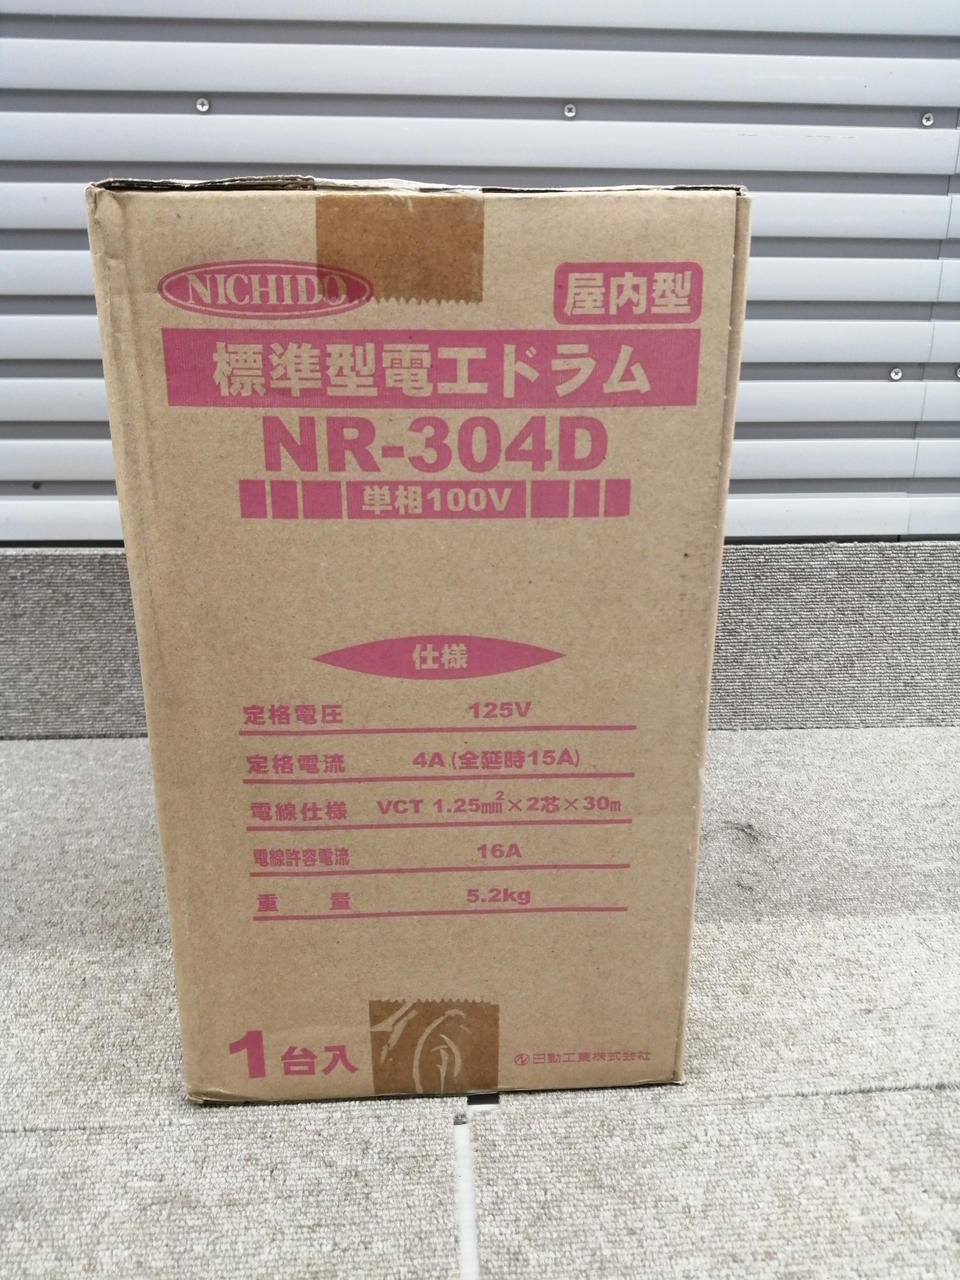 NICHIDO
屋内型
標準型電工ドラム
NR-304D
単相100V
仕様
定格電圧 125V
定格電流 4A(全延時15A)
電線仕様 VCT 1.25mm²×2芯×30m
電線許容電流 16A
重量 5.2kg
1台入
日動工業株式会社